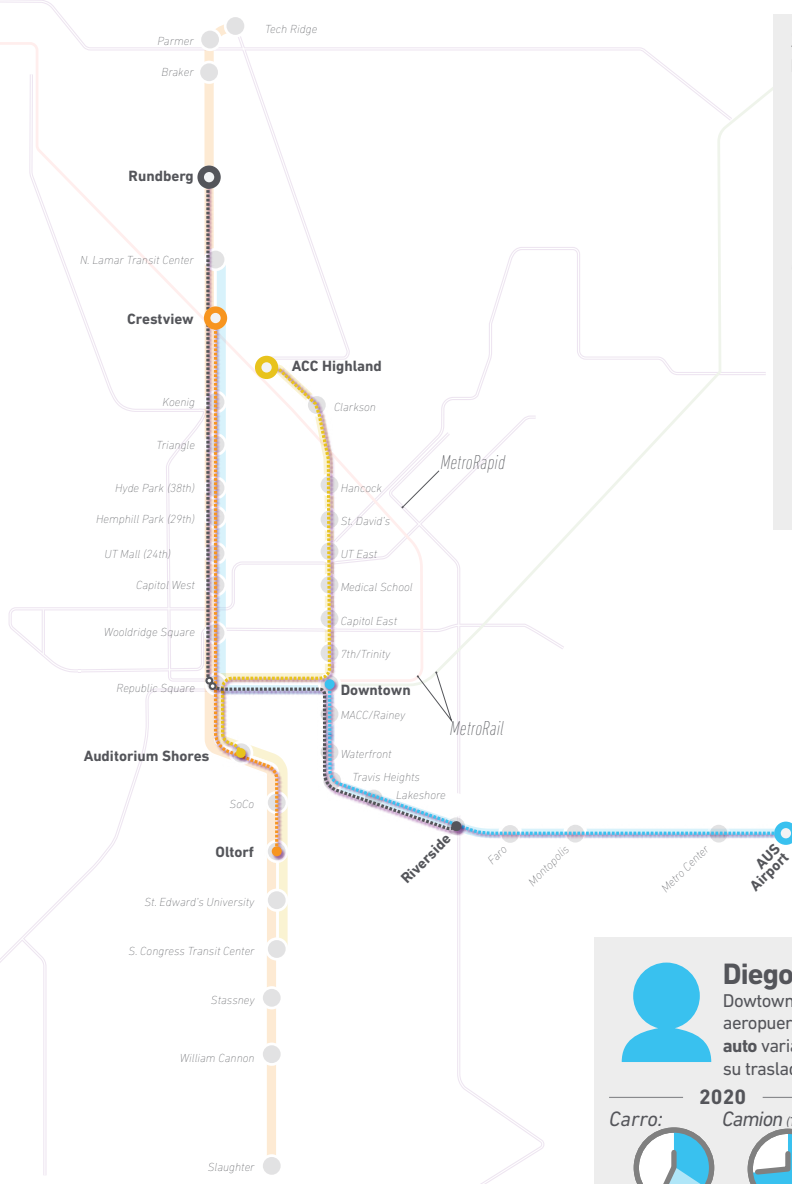 Tech Ridge
Parmer
Braker
Rundberg
N. Lamar Transit Center
Crestview
ACC Highland
Koenig
Clarkson
Triangle
MetroRapid
Hyde Park (38th)
Hancock
Hemphill Park (29th)
St. David's
UT Mall (24th)
UT East
Capitol West
Medical School
Capitol East
Wooldridge Square
7th/Trinity
Republic Square
Downtown
MACC/Rainey
MetroRail
Auditorium Shores
Waterfront
Travis Heights
Lakeshore
SoCo
Oltorf
Riverside
Faro
Montopolis
Metro Center
AUS
Airport
St. Edward's University
S. Congress Transit Center
Stassney
William Cannon
Slaughter
Diego
Dowtown
aeropuer
auto varia
su traslac
2020
Carro:
Camion